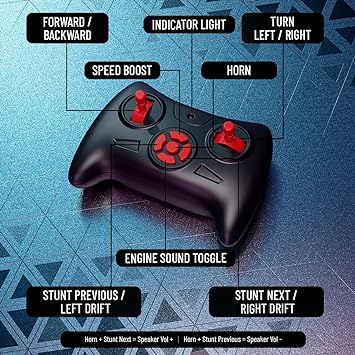 FORWARD /
BACKWARD
INDICATOR LIGHT
TURN
LEFT / RIGHT
SPEED BOOST
HORN
ENGINE SOUND TOGGLE
STUNT PREVIOUS /
LEFT DRIFT
STUNT NEXT /
RIGHT DRIFT
Horn + Stunt Next = Speaker Vol + | Horn + Stunt Previous = Speaker Vol -